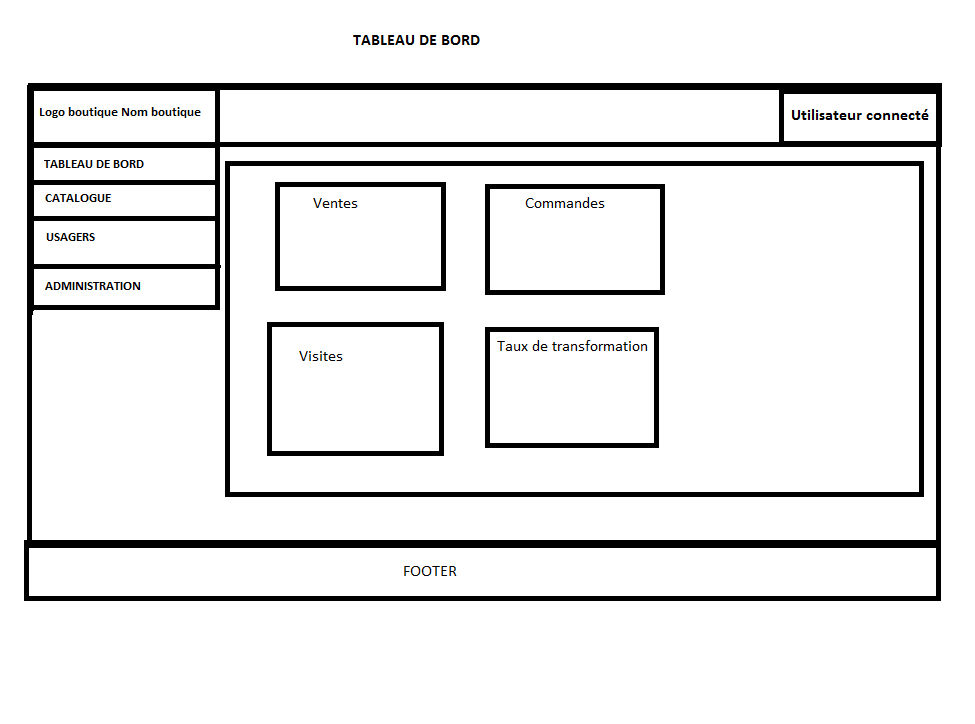 TABLEAU DE BORD
Logo boutique Nom boutique
Utilisateur connecté
TABLEAU DE BORD
CATALOGUE
USAGERS
ADMINISTRATION
Ventes
Commandes
Visites
Taux de transformation
FOOTER